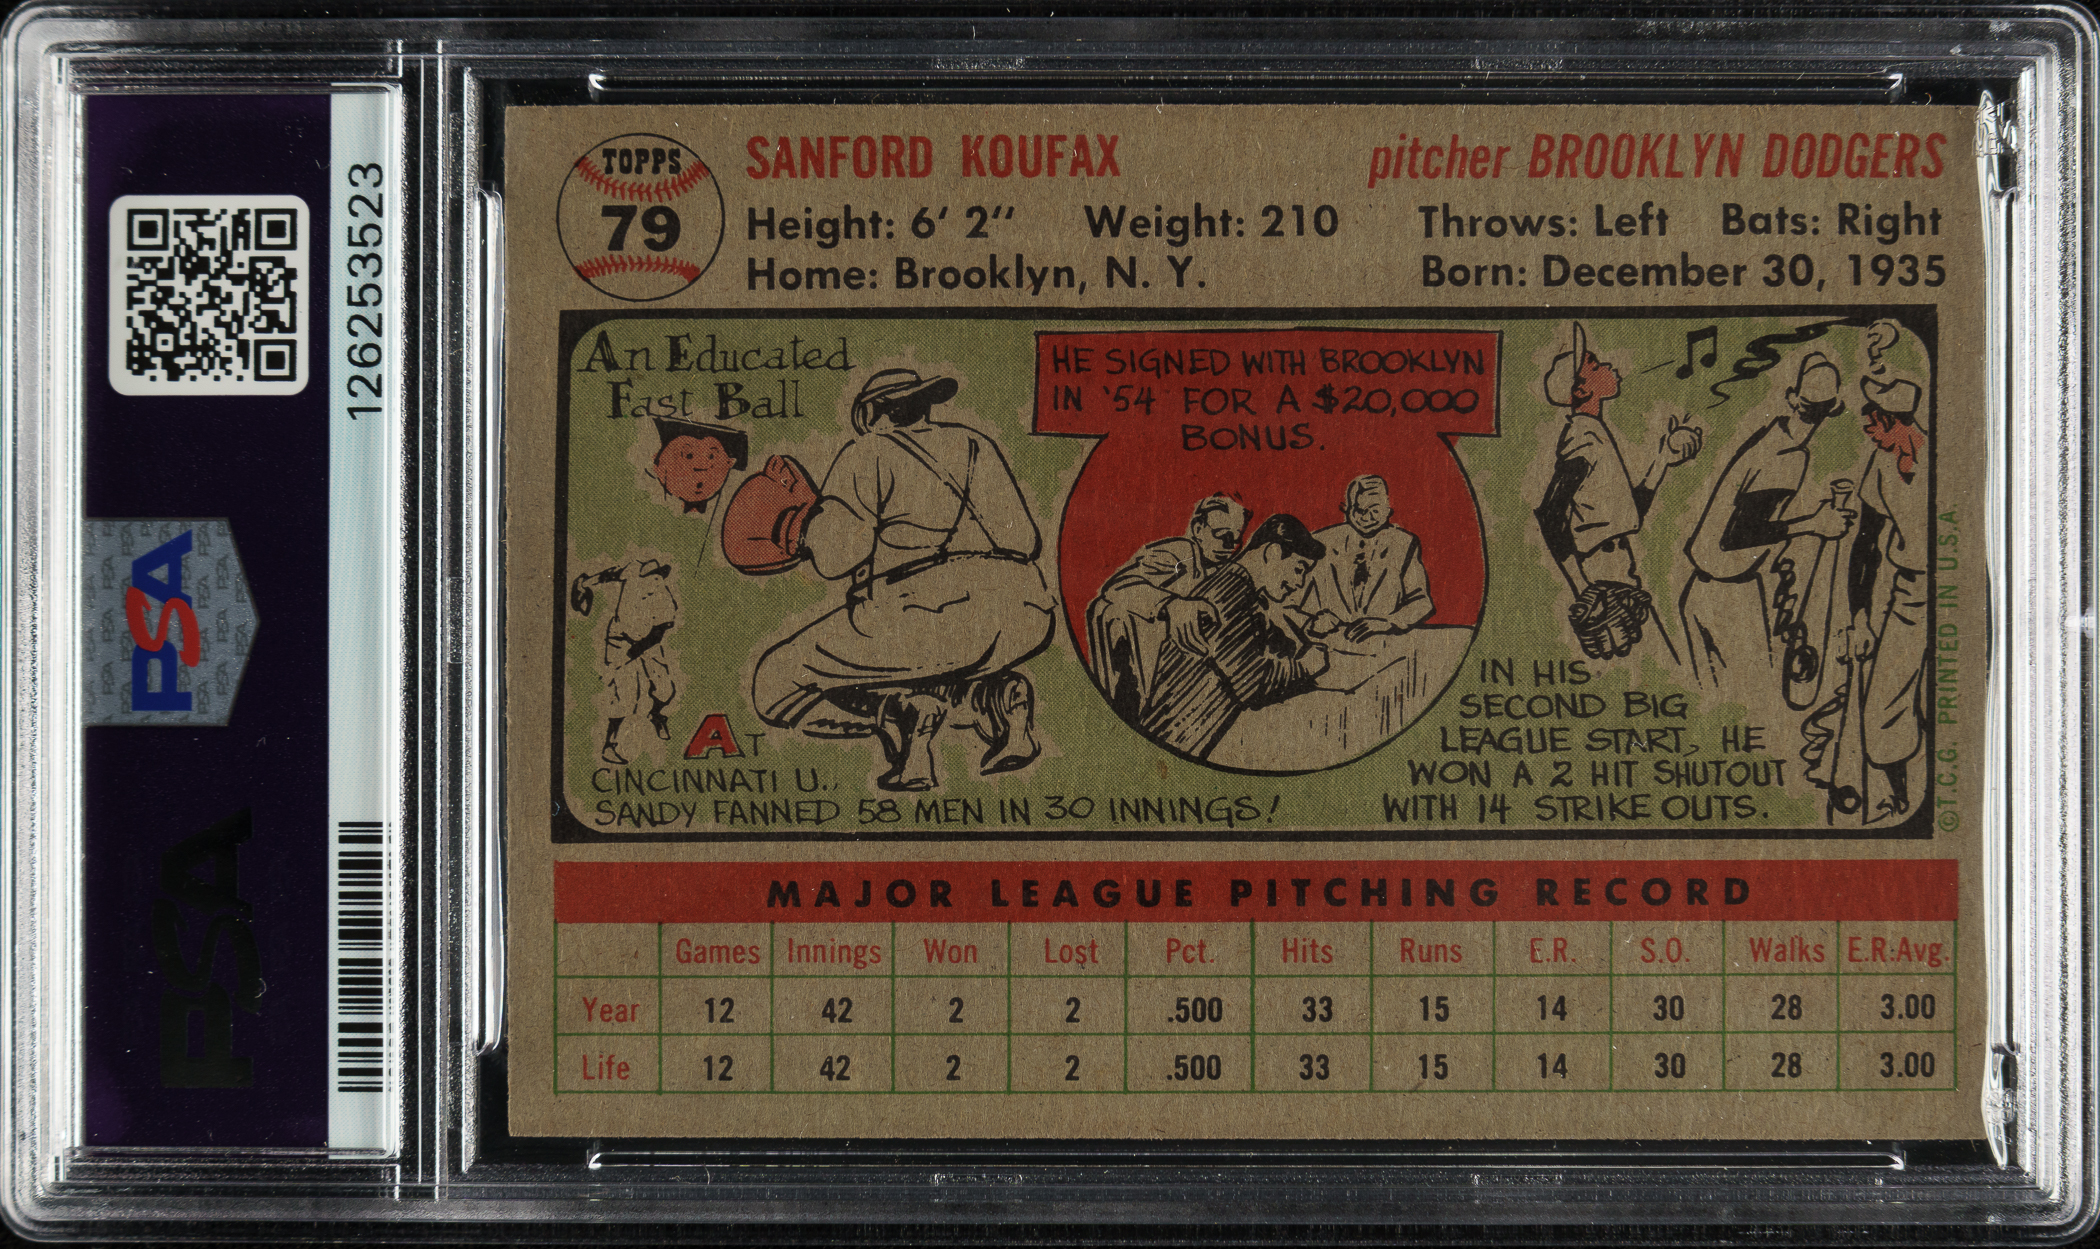 126253523
PSA
PSA
TOPPS
79
SANFORD KOUFAX
pitcher BROOKLYN DODGERS
Height: 6' 2" Weight: 210 Throws: Left Bats: Right
Home: Brooklyn, N. Y. Born: December 30, 1935
An Educated
Fast Ball
AT
CINCINNATI U.,
SANDY FANNED 58 MEN IN 30 INNINGS!
HE SIGNED WITH BROOKLYN
IN '54 FOR A $20,000
BONUS.
?
IN HIS
SECOND BIG
LEAGUE START, HE
WON A 2 HIT SHUTOUT
WITH 14 STRIKE OUTS.
© T.C.G. PRINTED IN U.S.A
MAJOR LEAGUE PITCHING RECORD
Games Innings Won Lost Pct. Hits Runs E.R. S.O. Walks E.R.Avg.
Year 12 42 2 2 .500 33 15 14 30 28 3.00
Life 12 42 2 2 .500 33 15 14 30 28 3.00